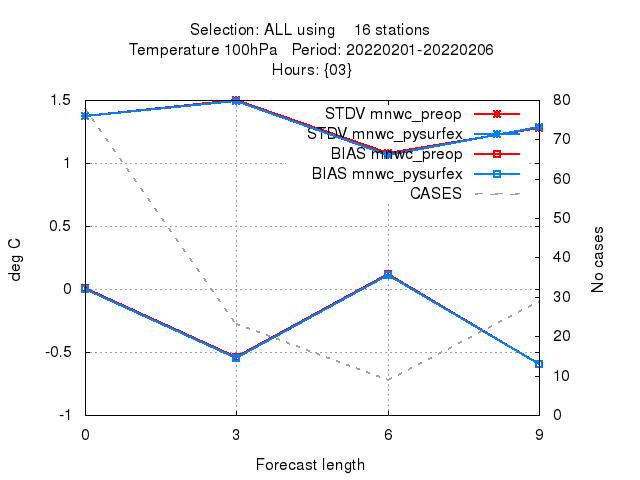 Selection: ALL using 16 stations
Temperature 100hPa Period: 20220201-20220206
Hours: {03}
STDV mnwc_preop
STDV mnwc_pysurfex
BIAS mnwc_preop
BIAS mnwc_pysurfex
CASES
1.5
1
0.5
0
-0.5
-1
deg C
80
70
60
50
40
30
20
10
0
No cases
0 3 6 9
Forecast length